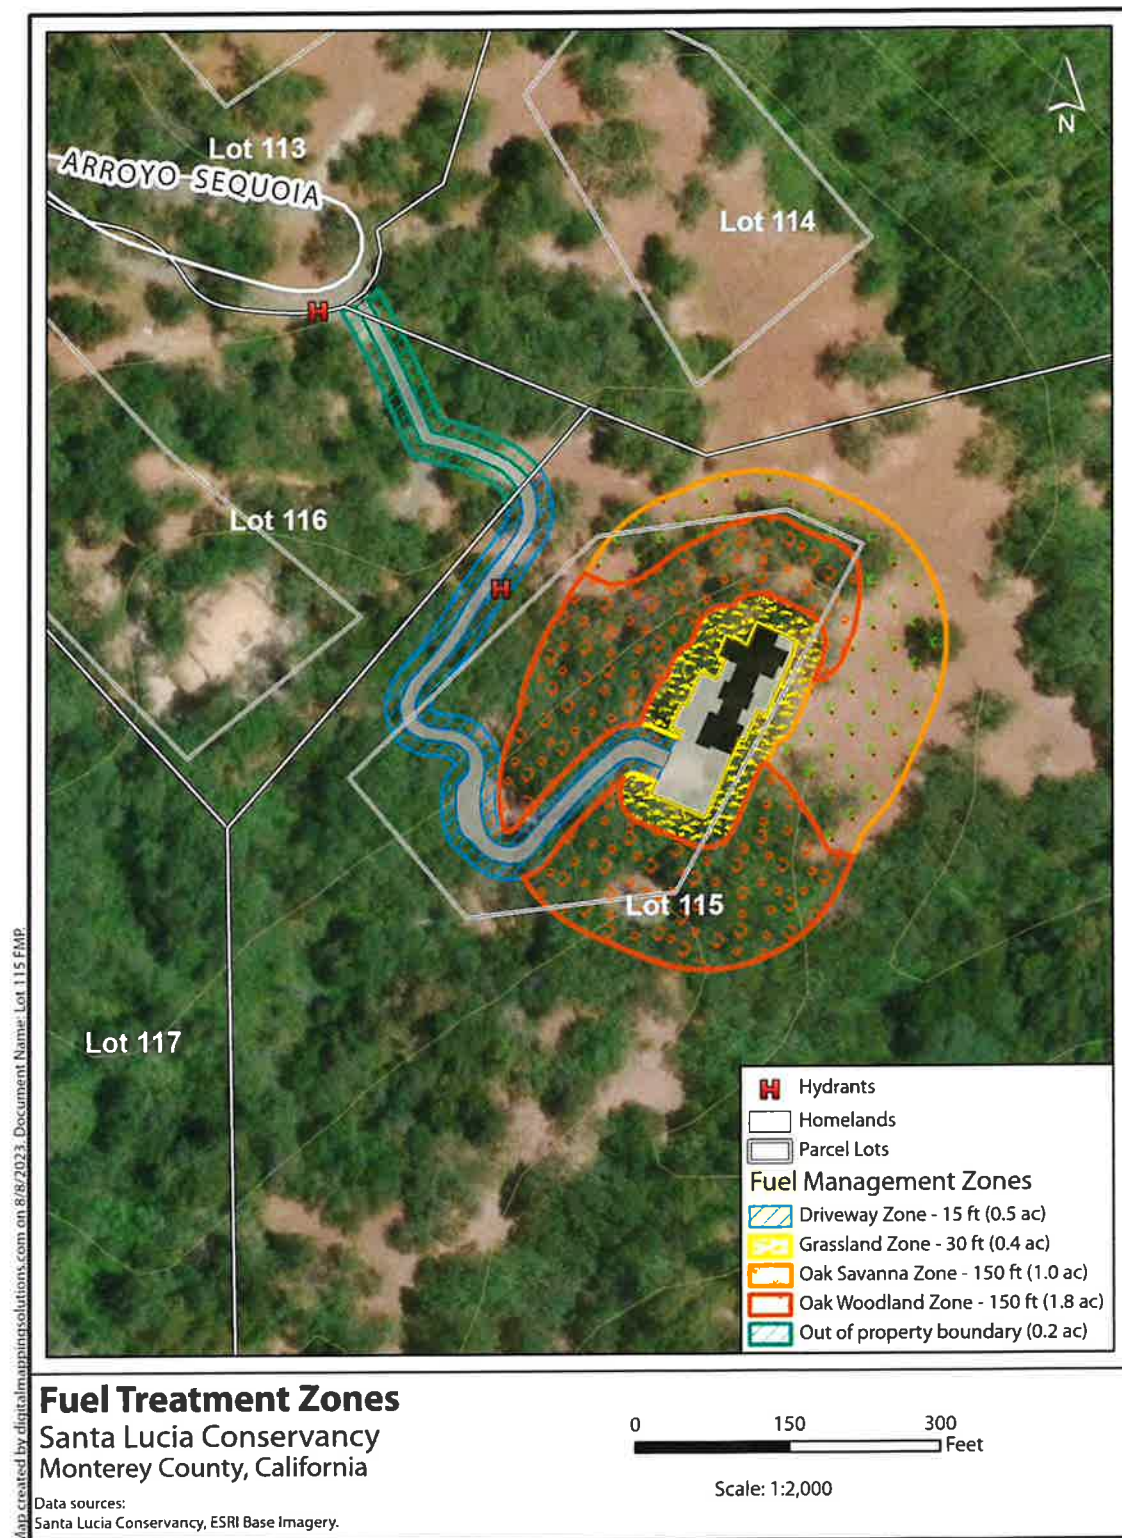 N
Lot 113
ARROYO SEQUOIA
Lot 114
H
Lot 116
H
Lot 115
Lot 117
H Hydrants
Homelands
Parcel Lots
Fuel Management Zones
Driveway Zone - 15 ft (0.5 ac)
Grassland Zone - 30 ft (0.4 ac)
Oak Savanna Zone - 150 ft (1.0 ac)
Oak Woodland Zone - 150 ft (1.8 ac)
Out of property boundary (0.2 ac)
Map created by digitalmappingsolutions.com on 8/8/2023. Document Name: Lot 115 FMP.
Fuel Treatment Zones
Santa Lucia Conservancy
Monterey County, California
Data sources:
Santa Lucia Conservancy, ESRI Base Imagery.
0 150 300
Feet
Scale: 1:2,000